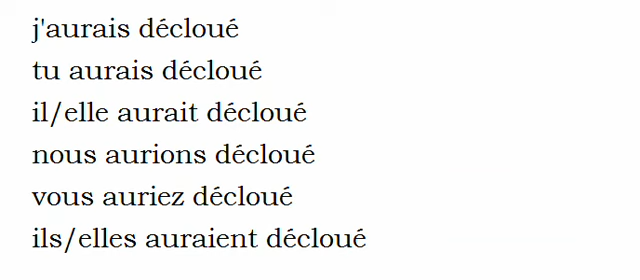 j'aurais décloué
tu aurais décloué
il/elle aurait décloué
nous aurions décloué
vous auriez décloué
ils/elles auraient décloué